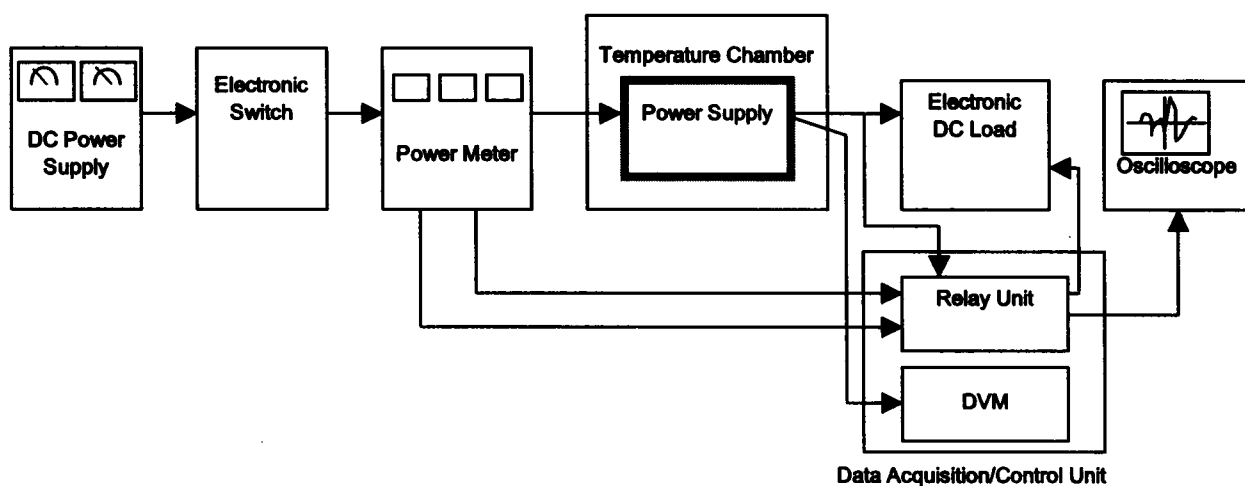 DC Power
Supply
Electronic
Switch
Power Meter
Temperature Chamber
Power Supply
Electronic
DC Load
Oscilloscope
Relay Unit
DVM
Data Acquisition/Control Unit